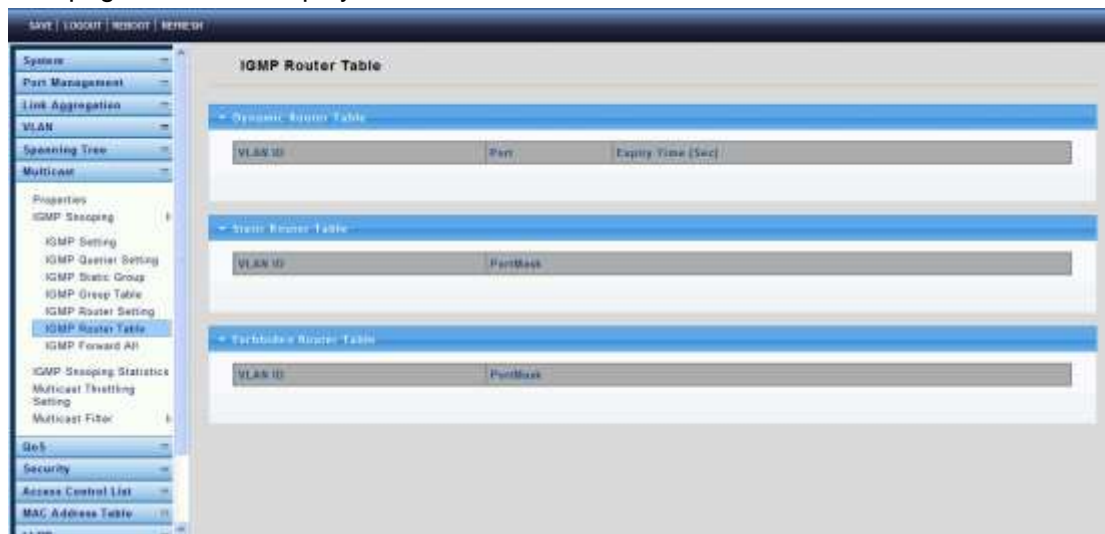 SAVE | LOGOUT | REBOOT | REFRESH
System
Port Management
Link Aggregation
VLAN
Spanning Tree
Multicast
Properties
IGMP Snooping
IGMP Setting
IGMP Querier Setting
IGMP Static Group
IGMP Group Table
IGMP Router Setting
IGMP Router Table
IGMP Forward All
IGMP Snooping Statistics
Multicast Throttling
Setting
Multicast Filter
QoS
Security
Access Control List
MAC Address Table
IGMP Router Table
Dynamic Router Table
VLAN ID Port Expiry Time (Sec)
Static Router Table
VLAN ID PortMask
Forbidden Router Table
VLAN ID PortMask